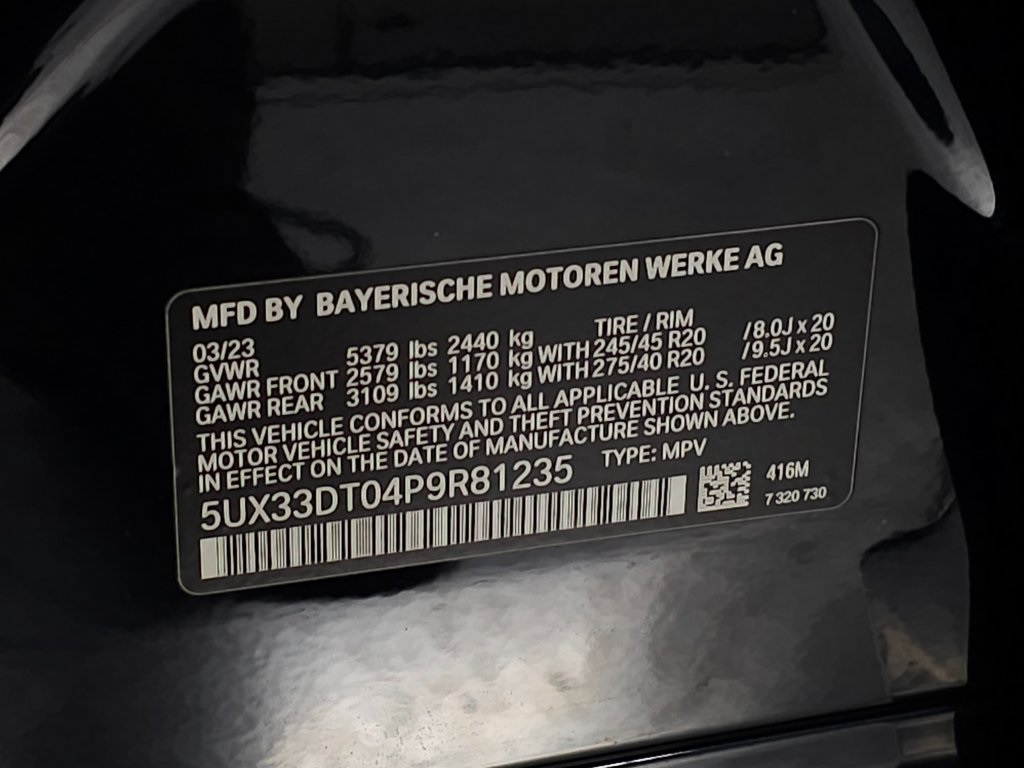 MFD BY BAYERISCHE MOTOREN WERKE AG
03/23 TIRE / RIM
GVWR 5379 lbs 2440 kg
GAWR FRONT 2579 lbs 1170 kg WITH 245/45 R20 /8.0J x 20
GAWR REAR 3109 lbs 1410 kg WITH 275/40 R20 /9.5J x 20
THIS VEHICLE CONFORMS TO ALL APPLICABLE U. S. FEDERAL
MOTOR VEHICLE SAFETY AND THEFT PREVENTION STANDARDS
IN EFFECT ON THE DATE OF MANUFACTURE SHOWN ABOVE.
5UX33DT04P9R81235 TYPE: MPV
416M
7 320 730